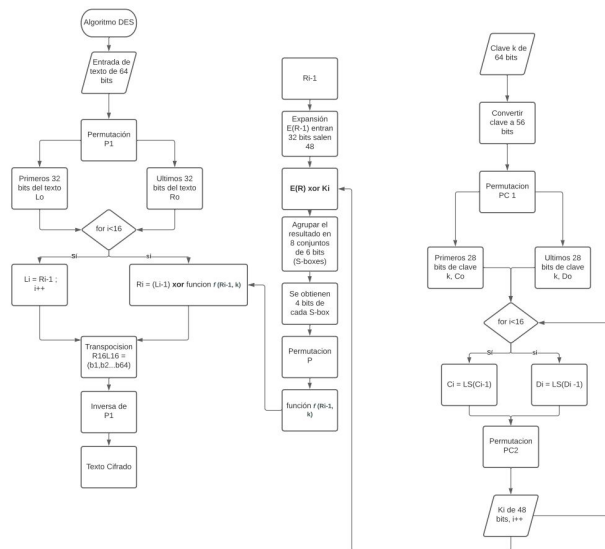 Algoritmo DES
Entrada de
texto de 64
bits
Permutación
P1
Primeros 32
bits del texto
Lo
Ultimos 32
bits del texto
Ro
for i<16
Sí
sí
Li = Ri-1 ;
i++
Ri = (Li-1) xor funcion f (Ri-1, k)
Transpocision
R16L16 =
(b1,b2...b64)
Inversa de
P1
Texto Cifrado
Ri-1
Expansión
E(R-1) entran
32 bits salen
48
E(R) xor Ki
Agrupar el
resultado en
8 conjuntos
de 6 bits
(S-boxes)
Se obtienen
4 bits de
cada S-box
Permutacion
P
función f (Ri-1,
k)
Clave k de
64 bits
Convertir
clave a 56
bits
Permutacion
PC 1
Primeros 28
bits de clave
k, Co
Ultimos 28
bits de clave
k, Do
for i<16
Sí
sí
Ci = LS(Ci-1)
Di = LS(Di -1)
Permutacion
PC2
Ki de 48
bits, i++